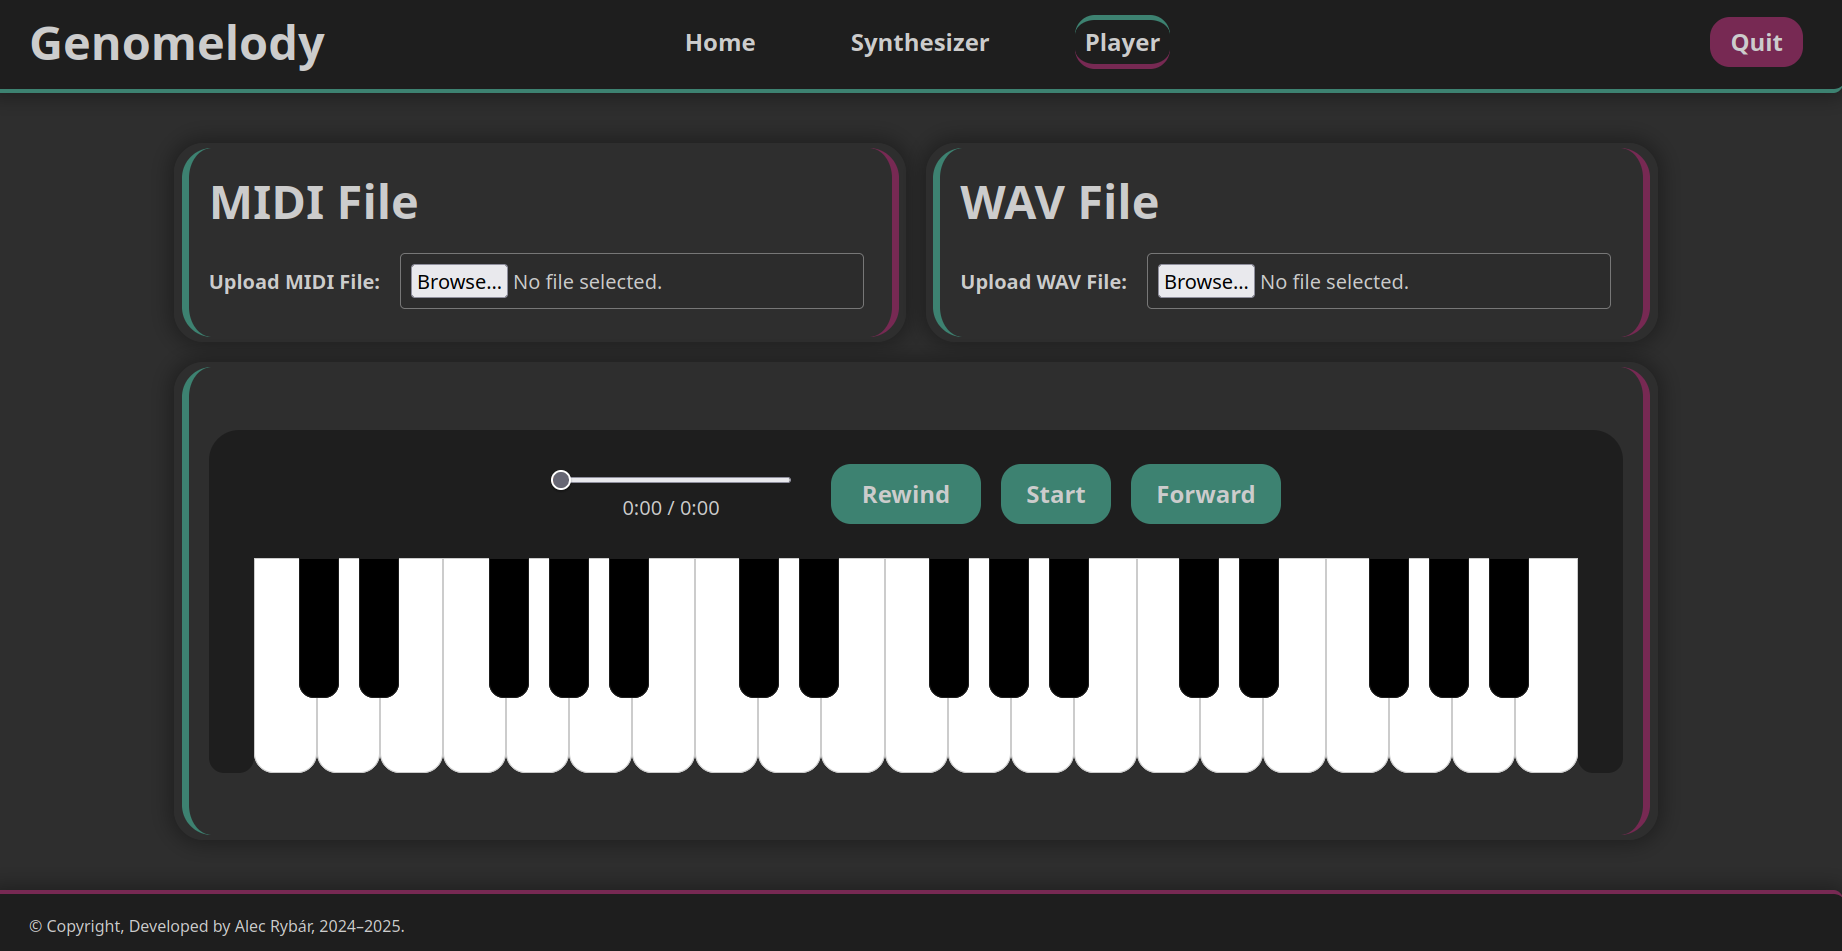 Genomelody
Home
Synthesizer
Player
Quit
MIDI File
Upload MIDI File:
Browse...
No file selected.
WAV File
Upload WAV File:
Browse...
No file selected.
0:00 / 0:00
Rewind
Start
Forward
© Copyright, Developed by Alec Rybár, 2024–2025.